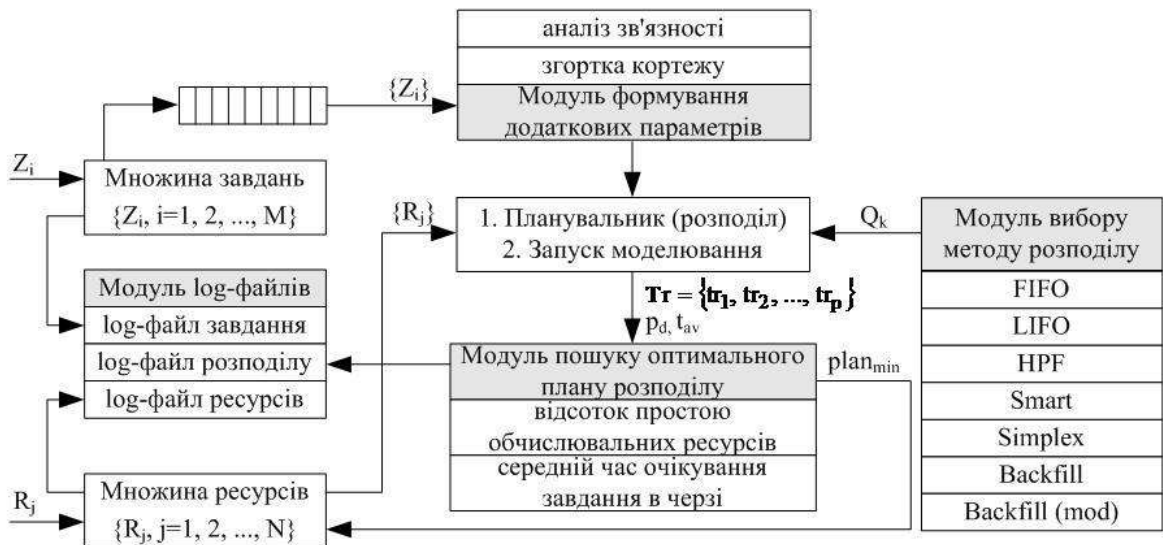 аналіз зв'язності
згортка кортежу
Модуль формування
додаткових параметрів
{Zi}
Zi
Множина завдань
{Zi, i=1, 2, ..., M}
{Rj}
1. Планувальник (розподіл)
2. Запуск моделювання
Qk
Модуль вибору
методу розподілу
FIFO
LIFO
HPF
Smart
Simplex
Backfill
Backfill (mod)
Модуль log-файлів
log-файл завдання
log-файл розподілу
log-файл ресурсів
Tr = {tr1, tr2, ..., trp}
pd, tav
Модуль пошуку оптимального
плану розподілу
відсоток простою
обчислювальних ресурсів
середній час очікування
завдання в черзі
planmin
Rj
Множина ресурсів
{Rj, j=1, 2, ..., N}